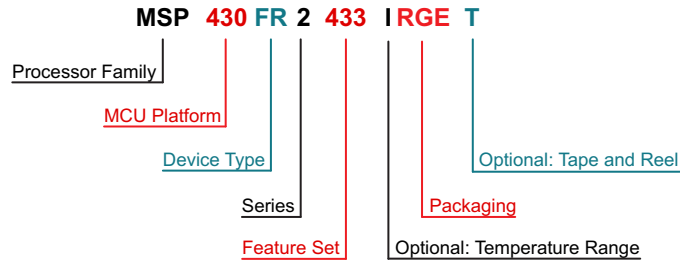 MSP 430 FR 2 433 I RGE T
Processor Family
MCU Platform
Device Type
Optional: Tape and Reel
Series
Packaging
Feature Set
Optional: Temperature Range